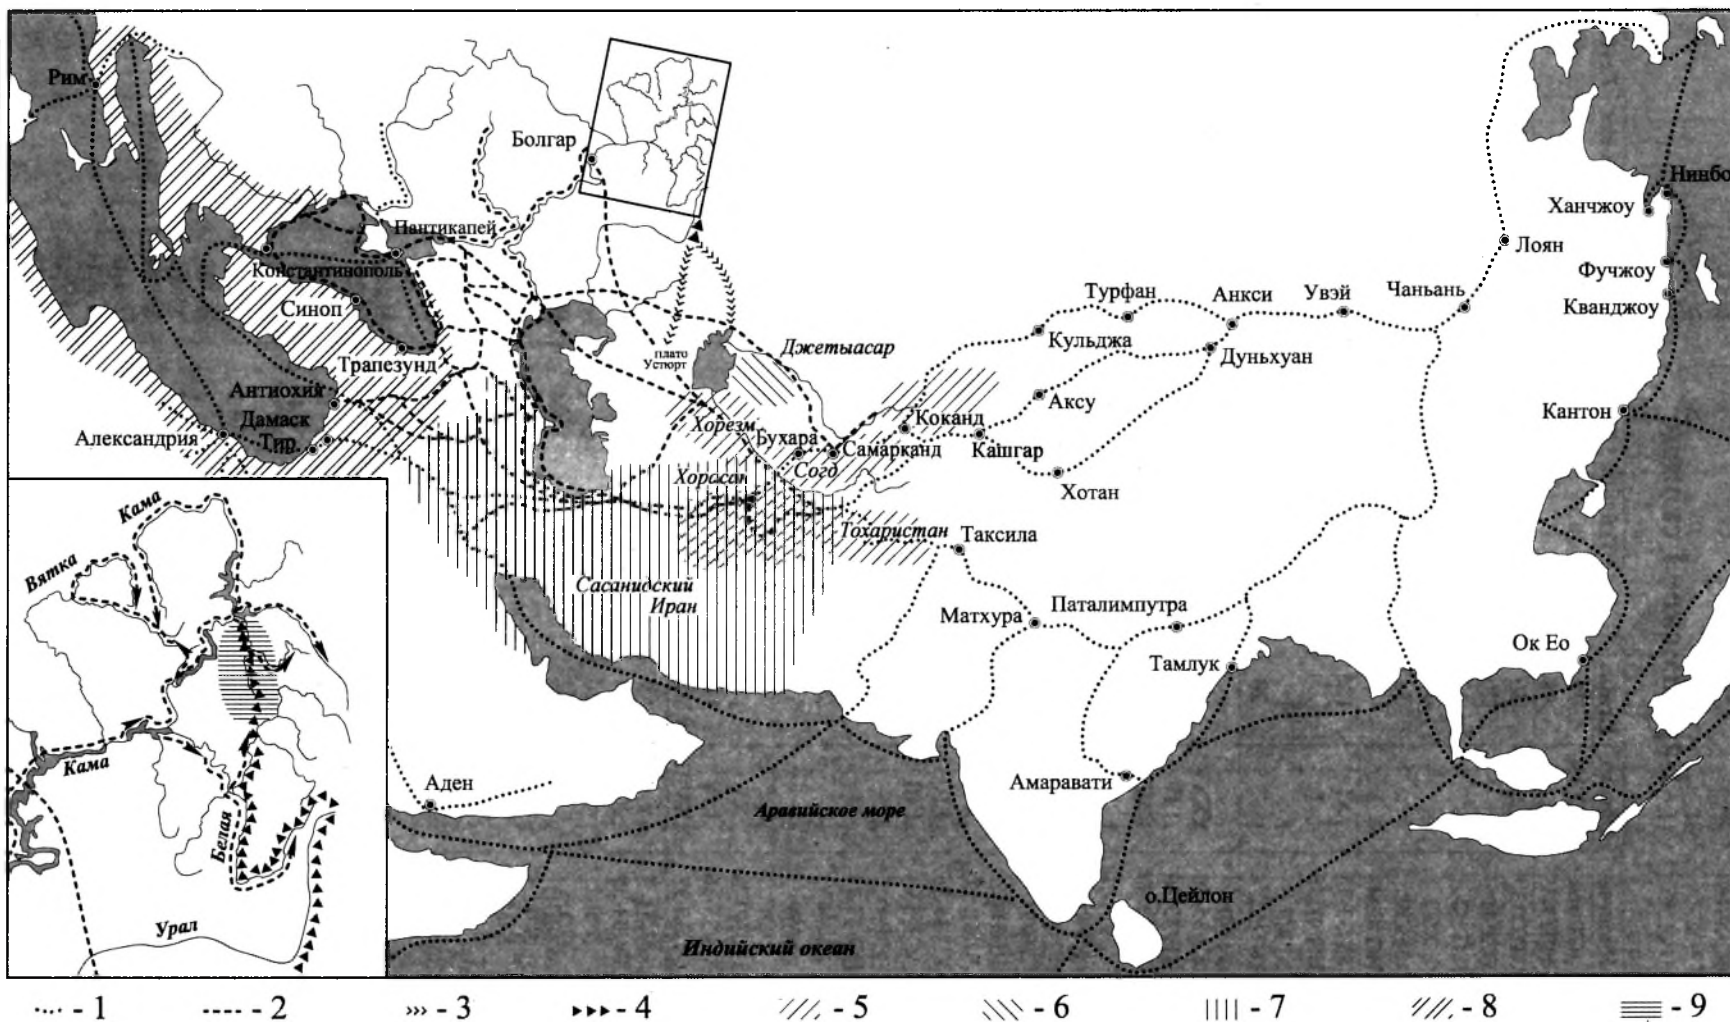 Рим
Болгар
Пантикапей
Константинополь
Синоп
Трапезунд
Антиохия
Дамаск
Тир
Александрия
плато
Устюрт
Джетыасар
Хорезм
Бухара
Самарканд
Согд
Коканд
Кашгар
Хорасан
Тохаристан
Сасанидский
Иран
Турфан
Кульджа
Аксу
Хотан
Анкси
Дуньхуан
Увэй
Чаньань
Лоян
Нинбо
Ханчжоу
Фучжоу
Кванджоу
Кантон
Таксила
Матхура
Паталимпутра
Тамлук
Ок Ео
Амаравати
Аден
Аравийское море
о.Цейлон
Индийский океан
Кама
Вятка
Кама
Белая
Урал
- 1
- 2
- 3
- 4
- 5
- 6
- 7
- 8
- 9